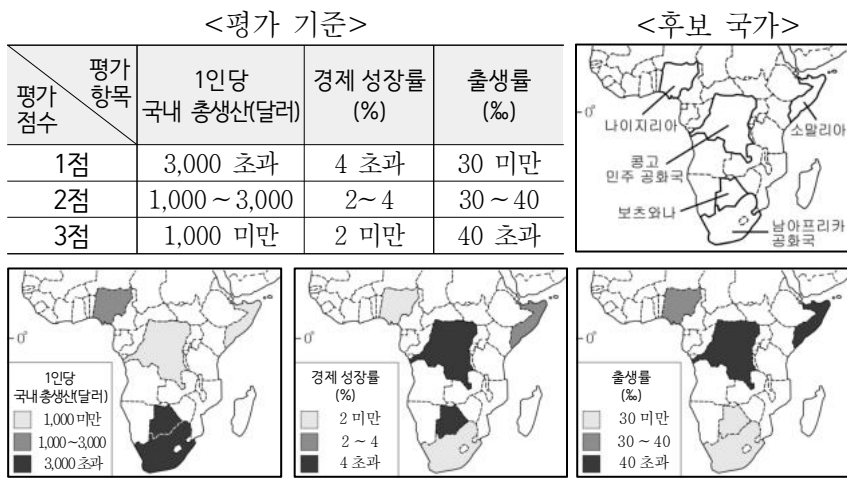 <평가 기준>
평가 항목
평가 점수
1인당 국내 총생산(달러)
경제 성장률 (%)
출생률 (‰)
1점 3,000 초과 4 초과 30 미만
2점 1,000 ~ 3,000 2~4 30 ~ 40
3점 1,000 미만 2 미만 40 초과
<후보 국가>
0°
나이지리아
소말리아
콩고
민주 공화국
보츠와나
남아프리카
공화국
0°
1인당
국내 총생산(달러)
1,000 미만
1,000~3,000
3,000 초과
0°
경제 성장률
(%)
2 미만
2 ~ 4
4 초과
0°
출생률
(‰)
30 미만
30 ~ 40
40 초과